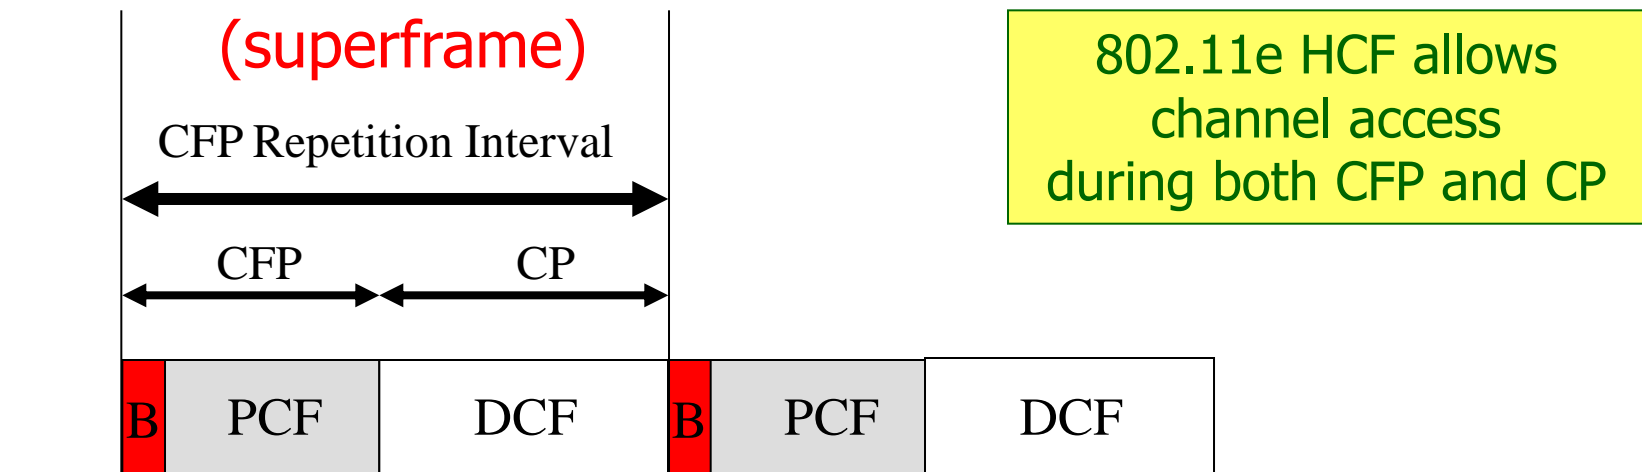 (superframe)
CFP Repetition Interval
CFP CP
B PCF DCF B PCF DCF
802.11e HCF allows
channel access
during both CFP and CP